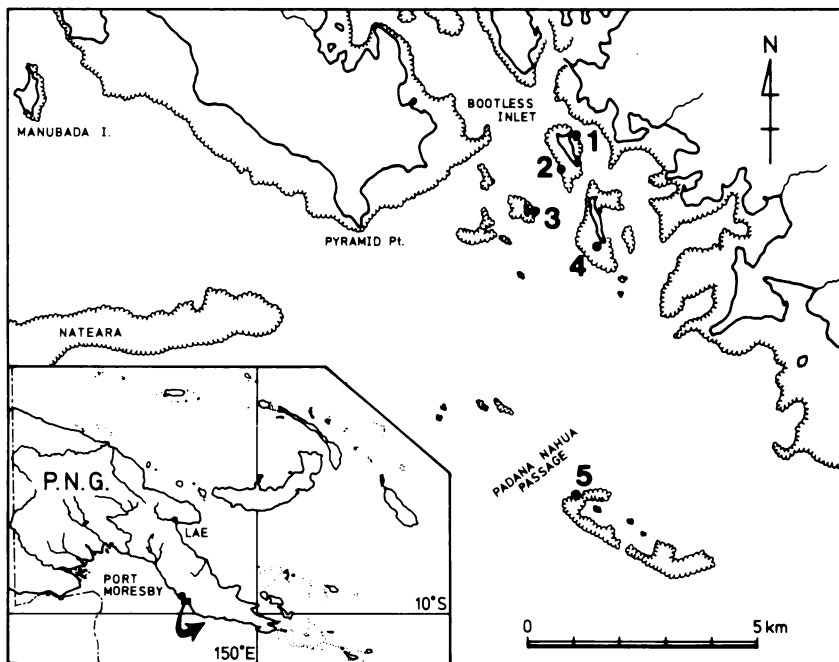 N
BOOTLESS
INLET
MANUBADA I.
1
2
3
PYRAMID Pt.
4
NATEARA
PADANA NAHUA
PASSAGE
5
P.N.G.
LAE
PORT
MORESBY
10°S
150°E
0
5 km